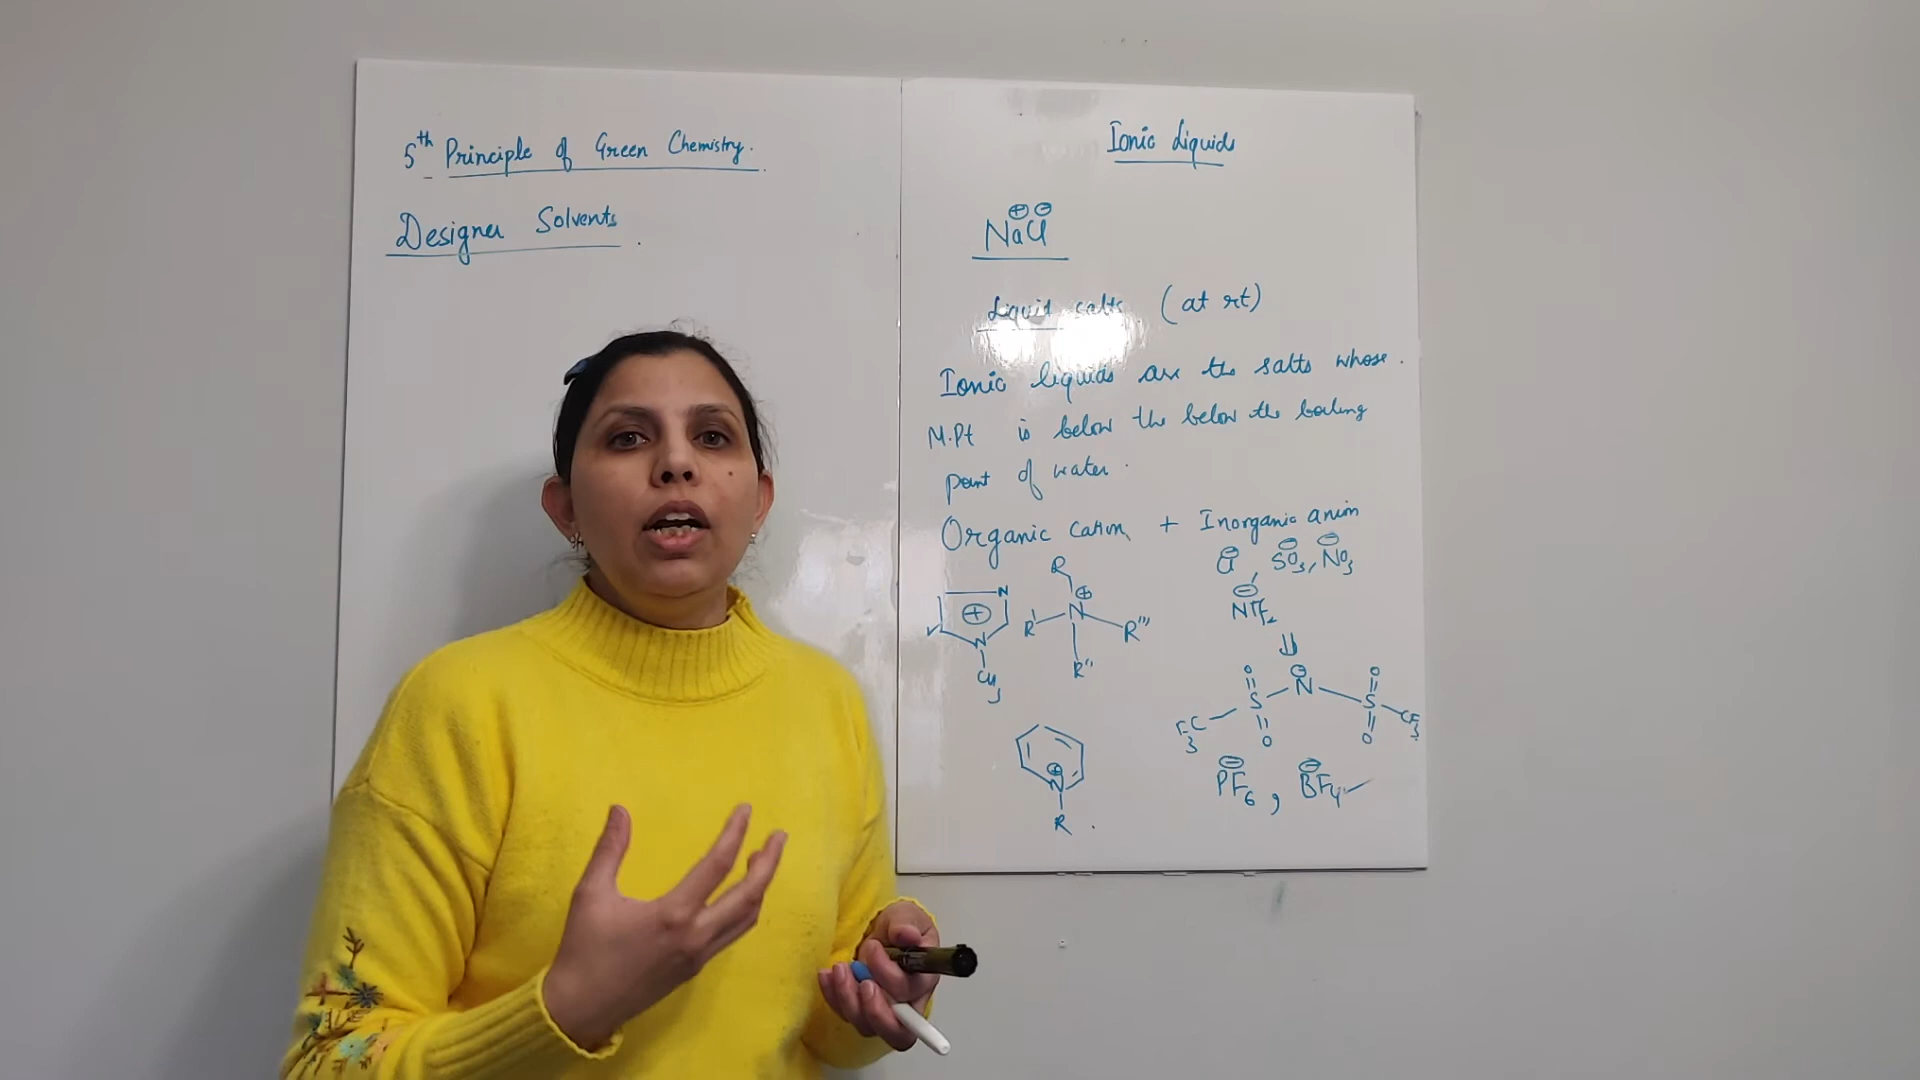 5th Principle of Green Chemistry.
Designer Solvents.
Ionic Liquids
Na⊕Cl⊖
Liquid salts (at rt)
Ionic liquids are the salts whose.
M.Pt is below the below the boiling
point of water.
Organic cation + Inorganic anion
Cl⊖, SO3⊖, NO3⊖
NTf2⊖
⇓
N ⊕ N CH3
R N⊕ R' R'' R'''
F3C S O O N⊖ S O O CF3
N⊕ R
PF6⊖, BF4⊖